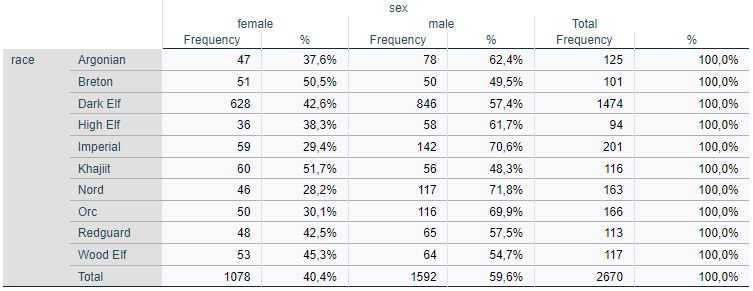 sex
female male Total
Frequency % Frequency % Frequency %
race Argonian 47 37,6% 78 62,4% 125 100,0%
Breton 51 50,5% 50 49,5% 101 100,0%
Dark Elf 628 42,6% 846 57,4% 1474 100,0%
High Elf 36 38,3% 58 61,7% 94 100,0%
Imperial 59 29,4% 142 70,6% 201 100,0%
Khajiit 60 51,7% 56 48,3% 116 100,0%
Nord 46 28,2% 117 71,8% 163 100,0%
Orc 50 30,1% 116 69,9% 166 100,0%
Redguard 48 42,5% 65 57,5% 113 100,0%
Wood Elf 53 45,3% 64 54,7% 117 100,0%
Total 1078 40,4% 1592 59,6% 2670 100,0%